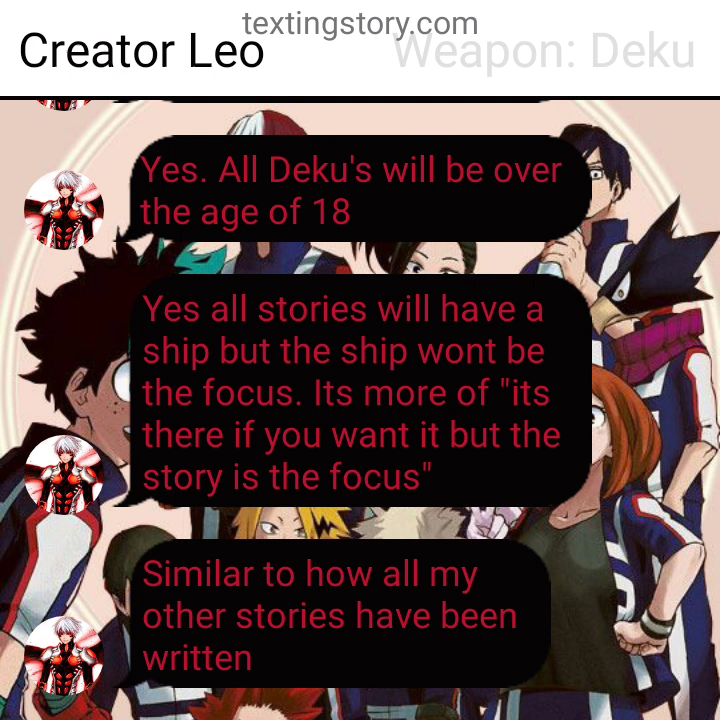 textingstory.com
Creator Leo Weapon: Deku
Yes. All Deku's will be over
the age of 18
Yes all stories will have a
ship but the ship wont be
the focus. Its more of "its
there if you want it but the
story is the focus"
Similar to how all my
other stories have been
written